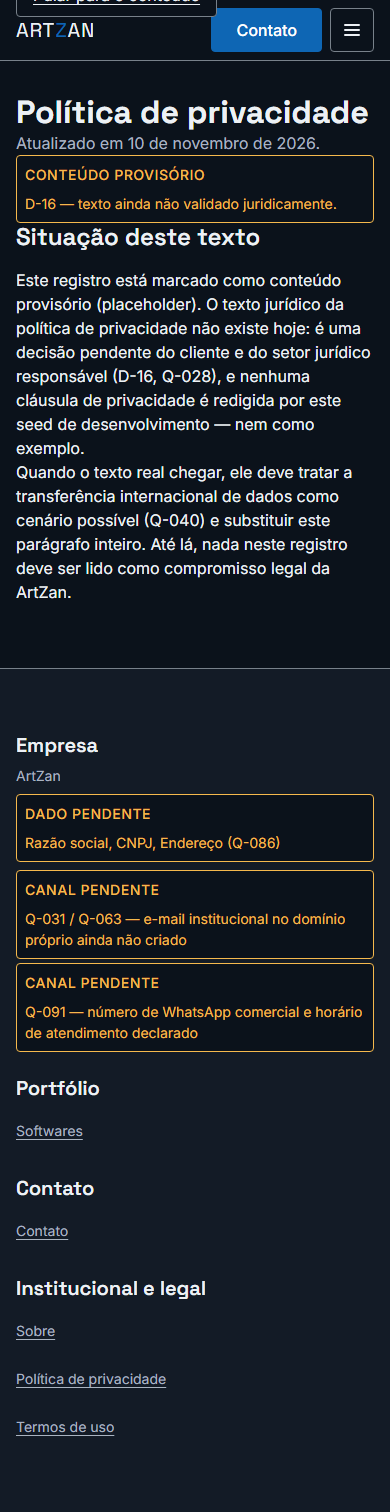 Pular para o conteúdo
ARTZAN
Contato
Política de privacidade
Atualizado em 10 de novembro de 2026.
CONTEÚDO PROVISÓRIO
D-16 — texto ainda não validado juridicamente.
Situação deste texto
Este registro está marcado como conteúdo
provisório (placeholder). O texto jurídico da
política de privacidade não existe hoje: é uma
decisão pendente do cliente e do setor jurídico
responsável (D-16, Q-028), e nenhuma
cláusula de privacidade é redigida por este
seed de desenvolvimento — nem como
exemplo.
Quando o texto real chegar, ele deve tratar a
transferência internacional de dados como
cenário possível (Q-040) e substituir este
parágrafo inteiro. Até lá, nada neste registro
deve ser lido como compromisso legal da
ArtZan.
Empresa
ArtZan
DADO PENDENTE
Razão social, CNPJ, Endereço (Q-086)
CANAL PENDENTE
Q-031 / Q-063 — e-mail institucional no domínio
próprio ainda não criado
CANAL PENDENTE
Q-091 — número de WhatsApp comercial e horário
de atendimento declarado
Portfólio
Softwares
Contato
Contato
Institucional e legal
Sobre
Política de privacidade
Termos de uso